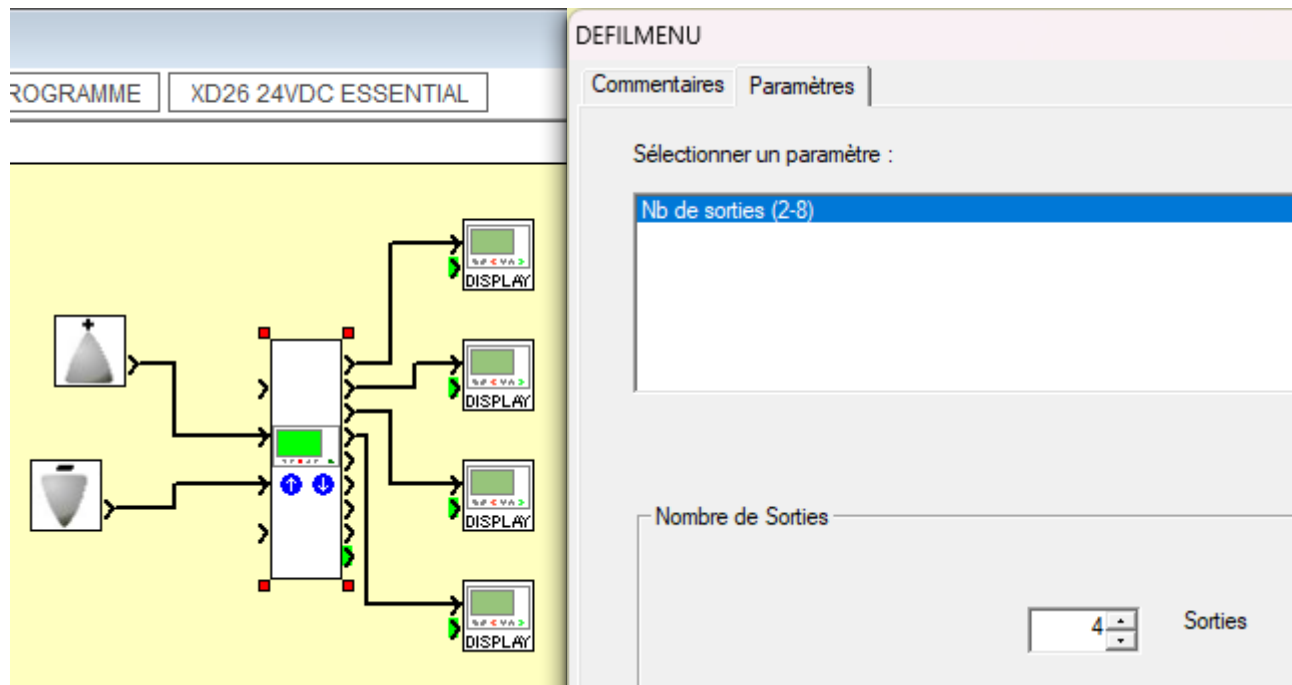 ROGRAMME
XD26 24VDC ESSENTIAL
+
DISPLAY
DISPLAY
DISPLAY
DISPLAY
DEFILMENU
Commentaires
Paramètres
Sélectionner un paramètre :
Nb de sorties (2-8)
Nombre de Sorties
4
Sorties